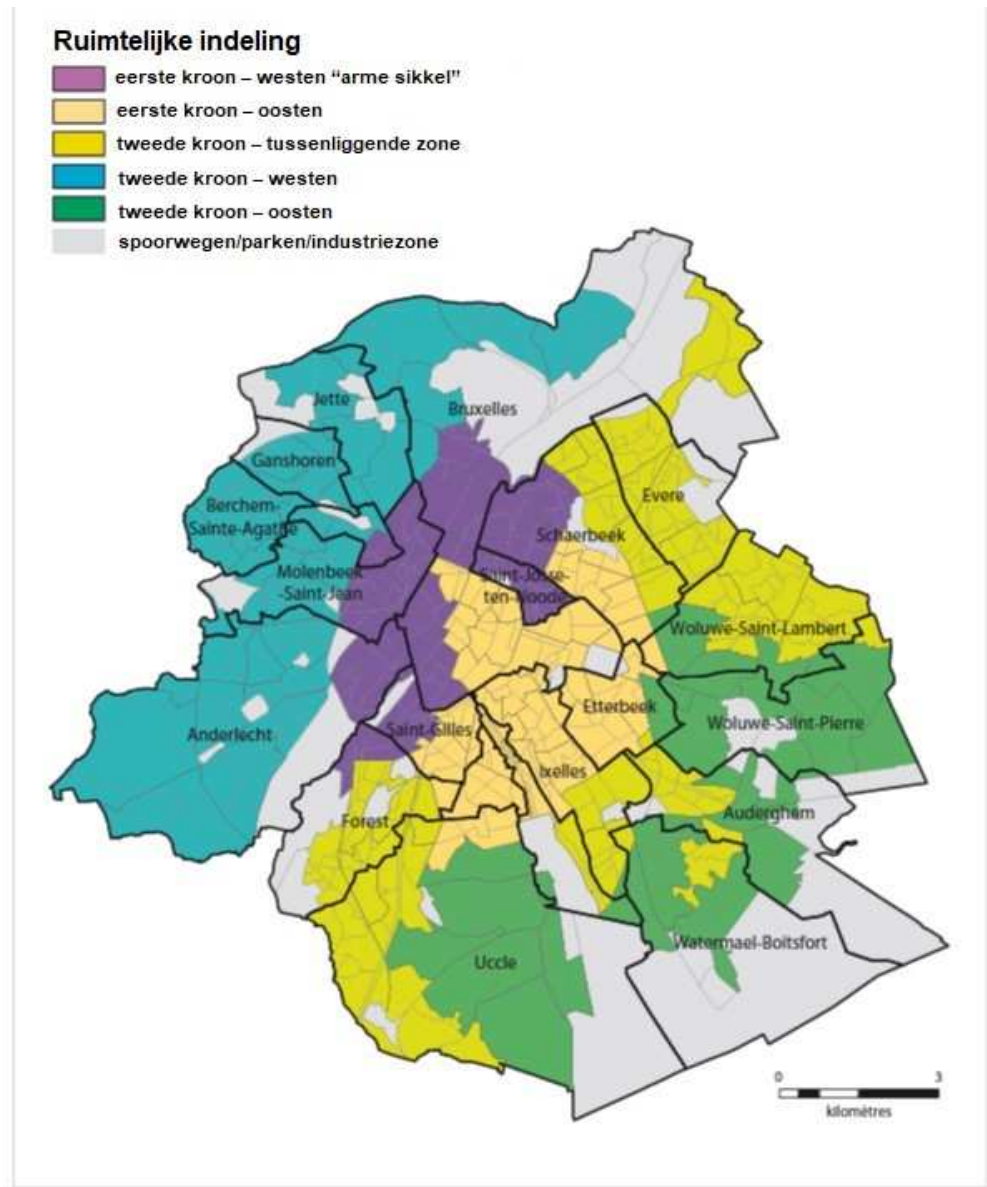 Ruimtelijke indeling
eerste kroon – westen “arme sikkel”
eerste kroon – oosten
tweede kroon – tussenliggende zone
tweede kroon – westen
tweede kroon – oosten
spoorwegen/parken/industriezone
Jette
Bruxelles
Ganshoren
Evere
Berchem-
Sainte-Agathe
Schaerbeek
Molenbeek
-Saint-Jean
Saint-Josse-
ten-Noode
Woluwe-Saint-Lambert
Etterbeek
Woluwe-Saint-Pierre
Anderlecht
Saint-Gilles
Ixelles
Forest
Auderghem
Watermael-Boitsfort
Uccle
0 3
kilomètres